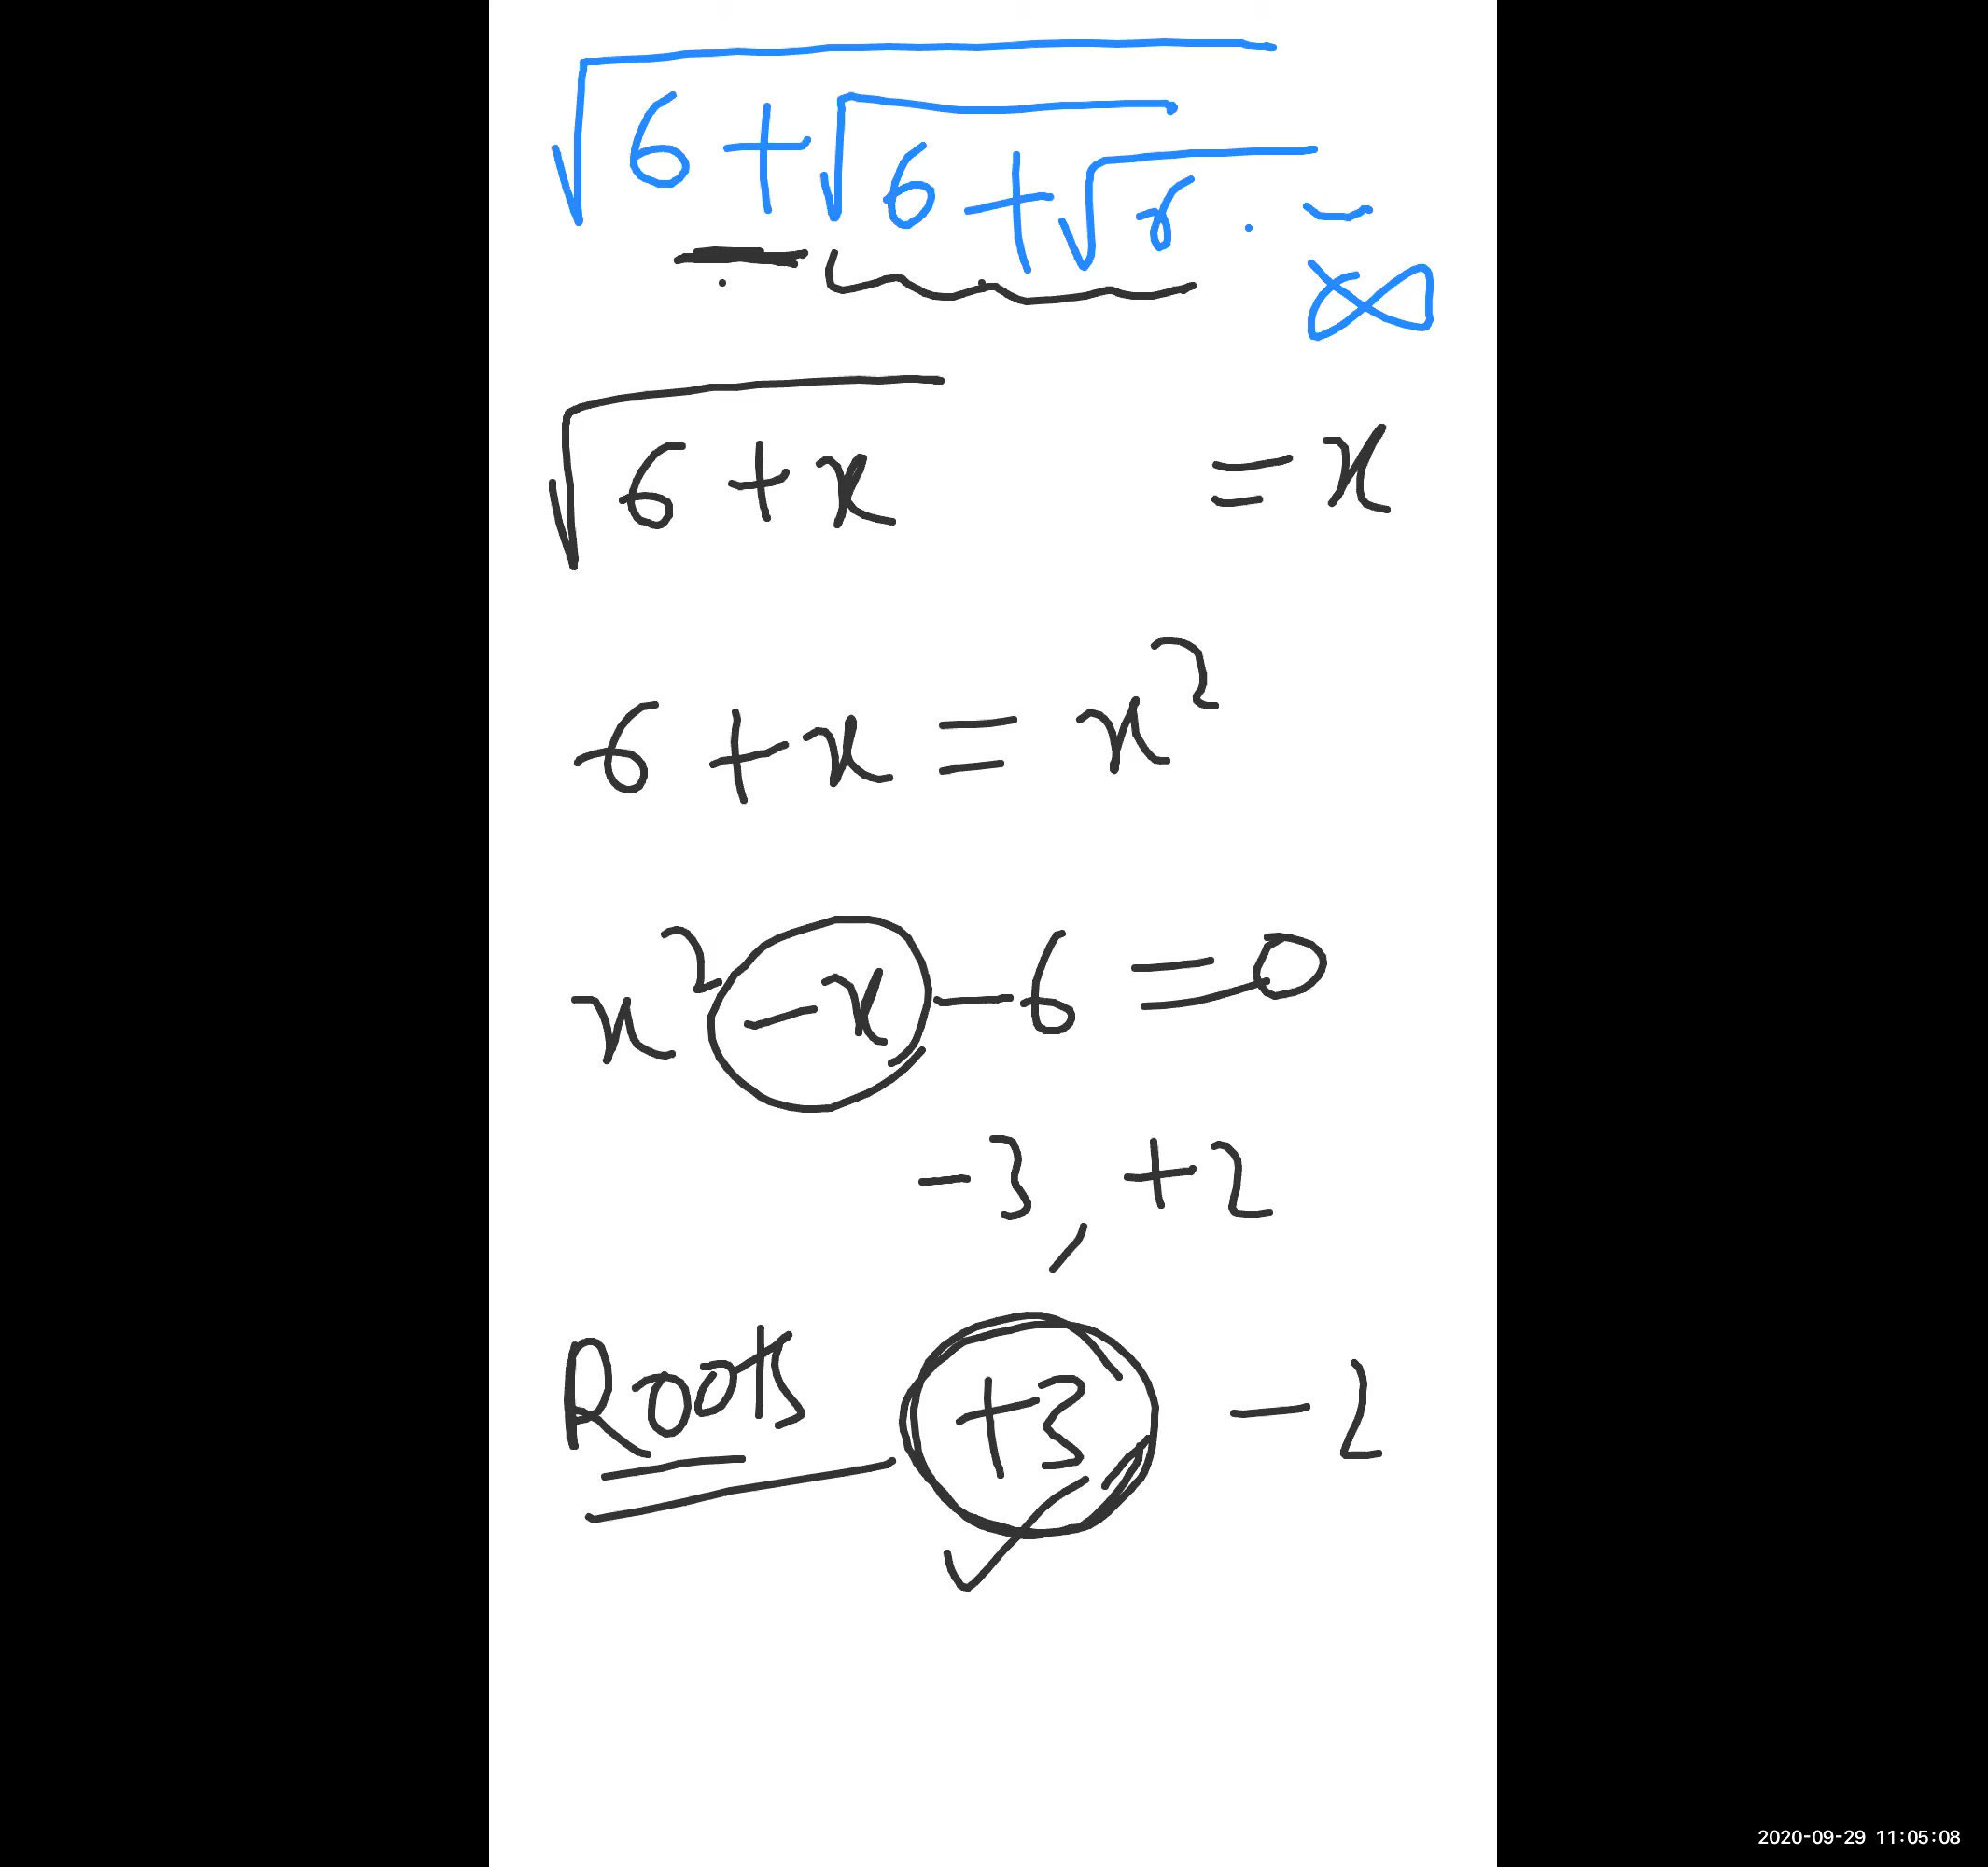 √6+√6+√6.-∞
√6+x =x
6+x=x²
x²-x-6=0
-3,+2
Roots +3 -2
2020-09-29 11:05:08